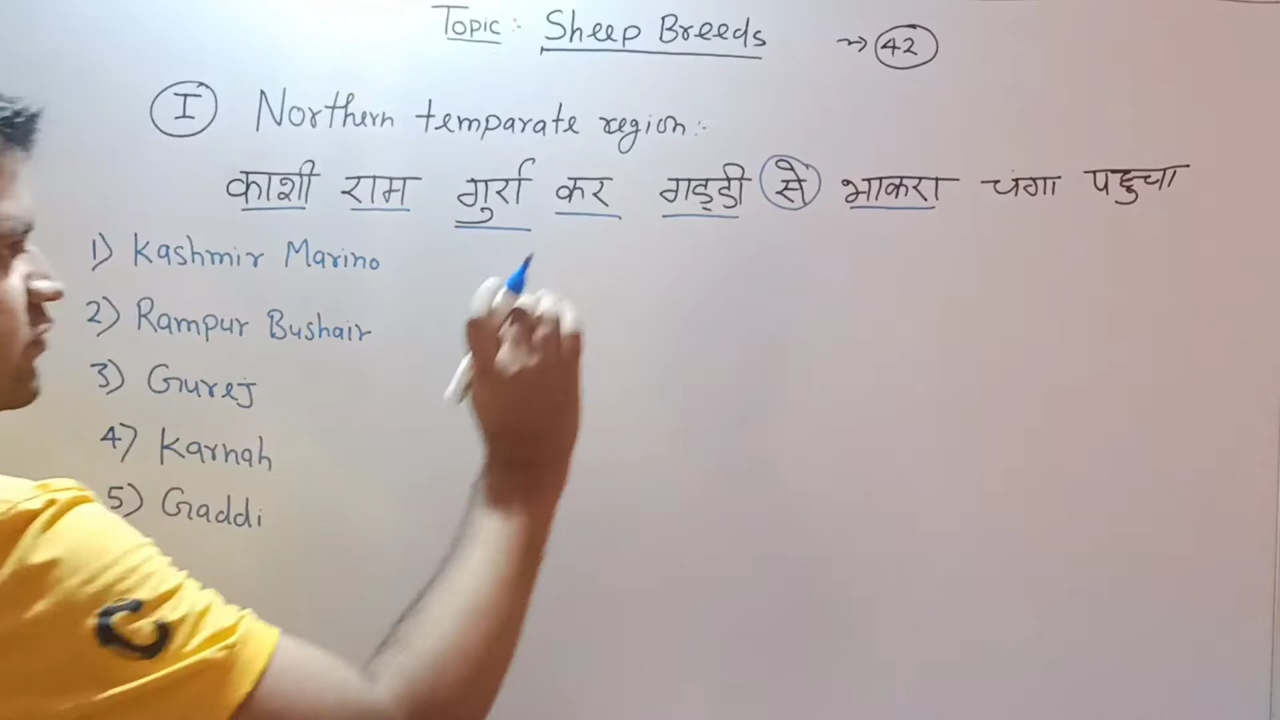 Topic :- Sheep Breeds → 42
I Northern temparate region :-
काशी राम गुर्रा कर गड्डी से भाकरा चंगा पहुचा
1) Kashmir Marino
2) Rampur Bushair
3) Gurej
4) Karnah
5) Gaddi
C